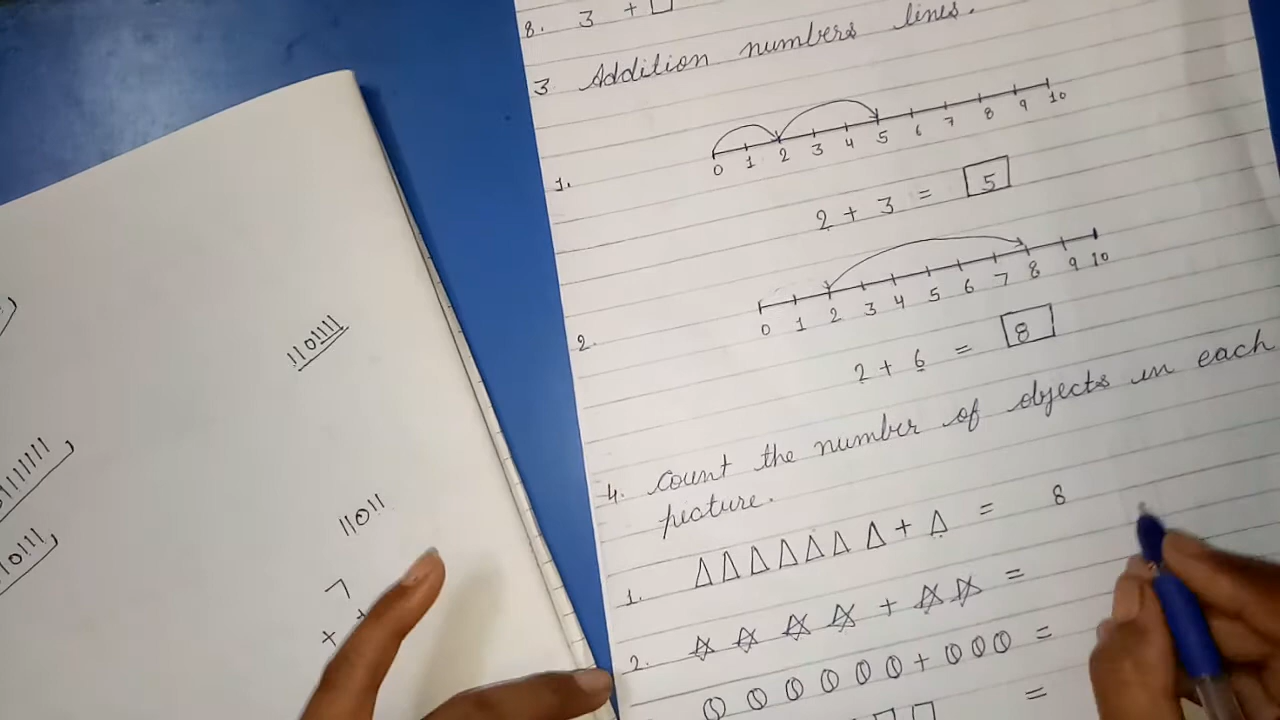 8. 3 +
3 Addition numbers lines.
0 1 2 3 4 5 6 7 8 9 10
1.
2 + 3 = 5
0 1 2 3 4 5 6 7 8 9 10
2.
2 + 6 = 8
4. Count the number of objects in each
picture.
1. + = 8
2. + =
+ =
=
7
+